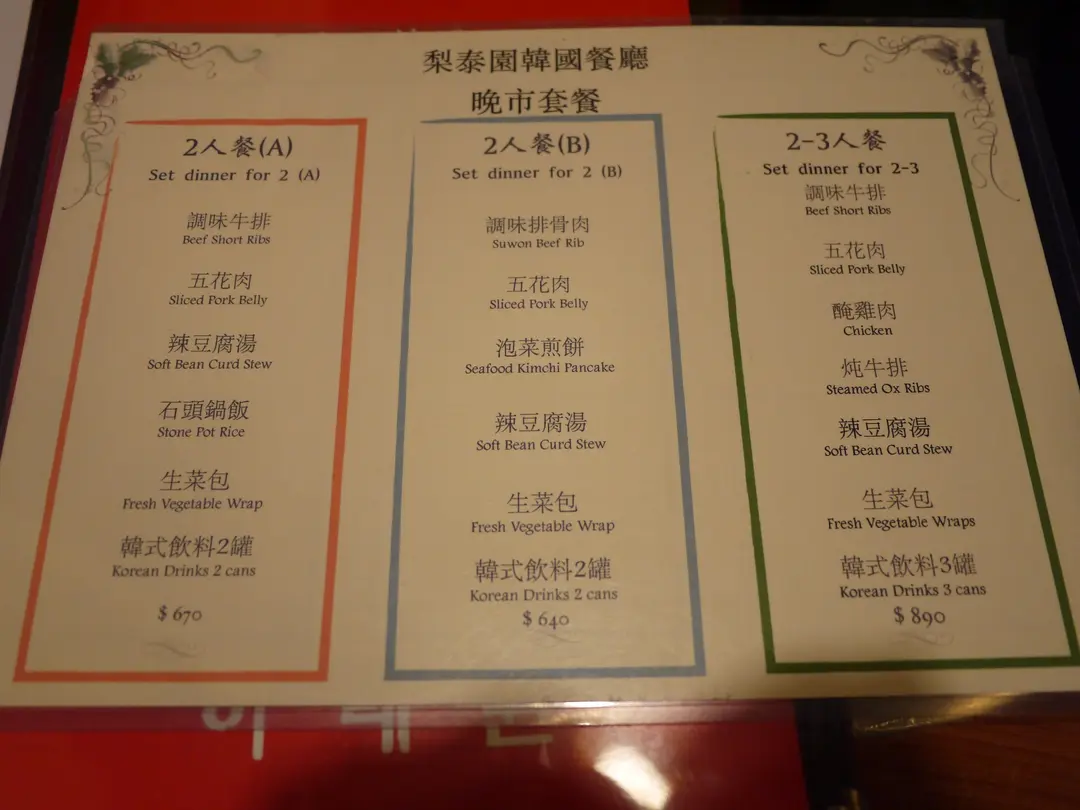 梨泰園韓國餐廳
晚市套餐
2人餐(A)
Set dinner for 2 (A)
調味牛排
Beef Short Ribs
五花肉
Sliced Pork Belly
辣豆腐湯
Soft Bean Curd Stew
石頭鍋飯
Stone Pot Rice
生菜包
Fresh Vegetable Wrap
韓式飲料2罐
Korean Drinks 2 cans
$ 670
2人餐(B)
Set dinner for 2 (B)
調味排骨肉
Suwon Beef Rib
五花肉
Sliced Pork Belly
泡菜煎餅
Seafood Kimchi Pancake
辣豆腐湯
Soft Bean Curd Stew
生菜包
Fresh Vegetable Wrap
韓式飲料2罐
Korean Drinks 2 cans
$ 640
2-3人餐
Set dinner for 2-3
調味牛排
Beef Short Ribs
五花肉
Sliced Pork Belly
醃雞肉
Chicken
炖牛排
Steamed Ox Ribs
辣豆腐湯
Soft Bean Curd Stew
生菜包
Fresh Vegetable Wraps
韓式飲料3罐
Korean Drinks 3 cans
$ 890
이태원